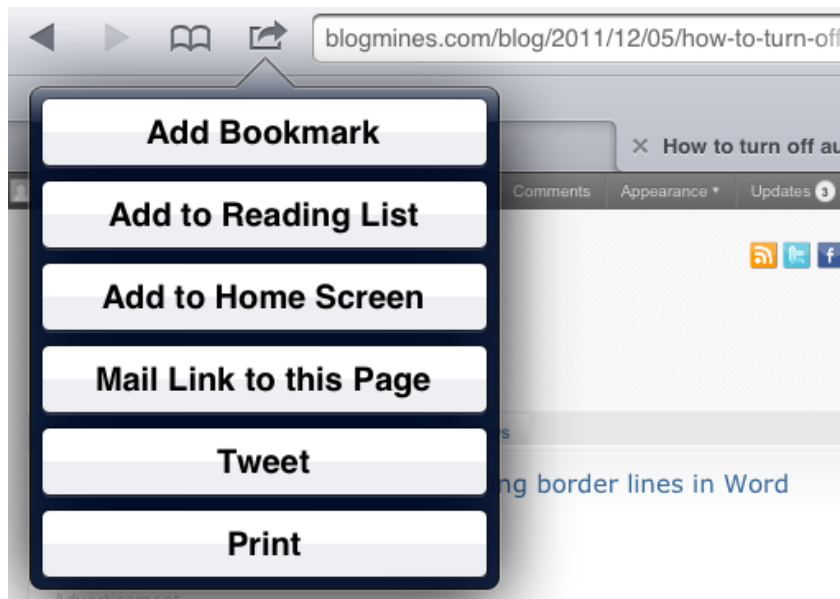 blogmines.com/blog/2011/12/05/how-to-turn-off
How to turn off au
Comments Appearance Updates 3
Add Bookmark
Add to Reading List
Add to Home Screen
Mail Link to this Page
Tweet
Print
ng border lines in Word
Advertisement